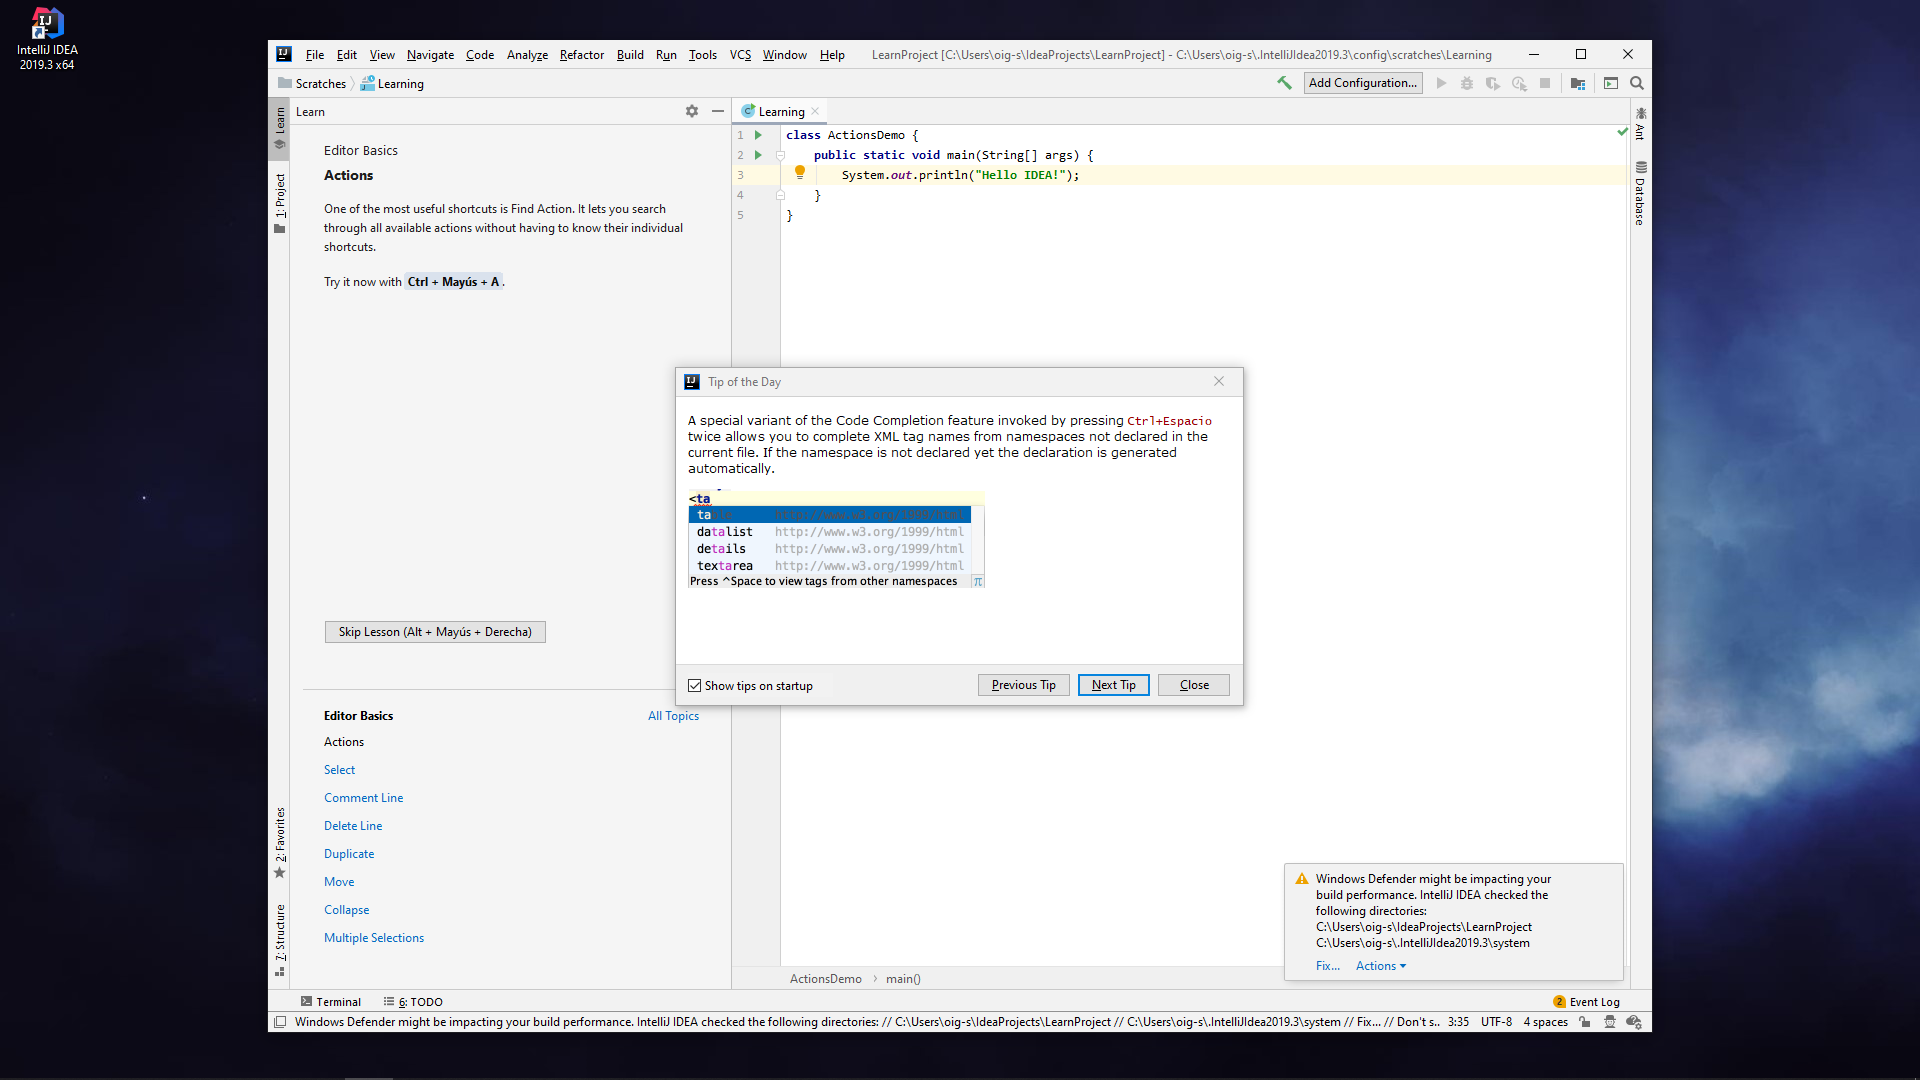 IntelliJ IDEA
2019.3 x64
File Edit View Navigate Code Analyze Refactor Build Run Tools VCS Window Help LearnProject [C:\Users\oig-s\IdeaProjects\LearnProject] - C:\Users\oig-s\.IntelliJIdea2019.3\config\scratches\Learning
Scratches Learning Add Configuration...
Learn
Learning
Learn
1: Project
2: Favorites
7: Structure
Ant
Database
Editor Basics
Actions
One of the most useful shortcuts is Find Action. It lets you search
through all available actions without having to know their individual
shortcuts.
Try it now with Ctrl + Mayús + A .
Skip Lesson (Alt + Mayús + Derecha)
Editor Basics All Topics
Actions
Select
Comment Line
Delete Line
Duplicate
Move
Collapse
Multiple Selections
1 class ActionsDemo {
2 public static void main(String[] args) {
3 System.out.println("Hello IDEA!");
4 }
5 }
Tip of the Day
A special variant of the Code Completion feature invoked by pressing Ctrl+Espacio
twice allows you to complete XML tag names from namespaces not declared in the
current file. If the namespace is not declared yet the declaration is generated
automatically.
<ta
table http://www.w3.org/1999/html
datalist http://www.w3.org/1999/html
details http://www.w3.org/1999/html
textarea http://www.w3.org/1999/html
Press ^Space to view tags from other namespaces π
Show tips on startup Previous Tip Next Tip Close
Windows Defender might be impacting your
build performance. IntelliJ IDEA checked the
following directories:
C:\Users\oig-s\IdeaProjects\LearnProject
C:\Users\oig-s\.IntelliJIdea2019.3\system
Fix... Actions
ActionsDemo main()
Terminal 6: TODO 2 Event Log
Windows Defender might be impacting your build performance. IntelliJ IDEA checked the following directories: // C:\Users\oig-s\IdeaProjects\LearnProject // C:\Users\oig-s\.IntelliJIdea2019.3\system // Fix... // Don't s.. 3:35 UTF-8 4 spaces